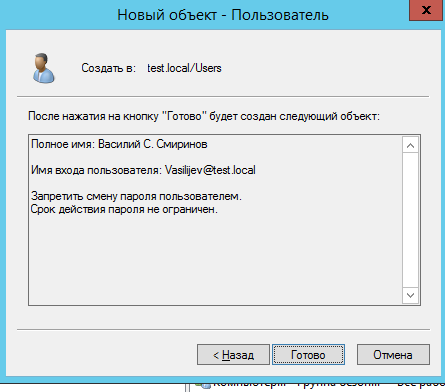 Новый объект - Пользователь
x
Создать в: test.local/Users
После нажатия на кнопку "Готово" будет создан следующий объект:
Полное имя: Василий С. Смиринов
Имя входа пользователя: Vasilijev@test.local
Запретить смену пароля пользователем.
Срок действия пароля не ограничен.
< Назад Готово Отмена